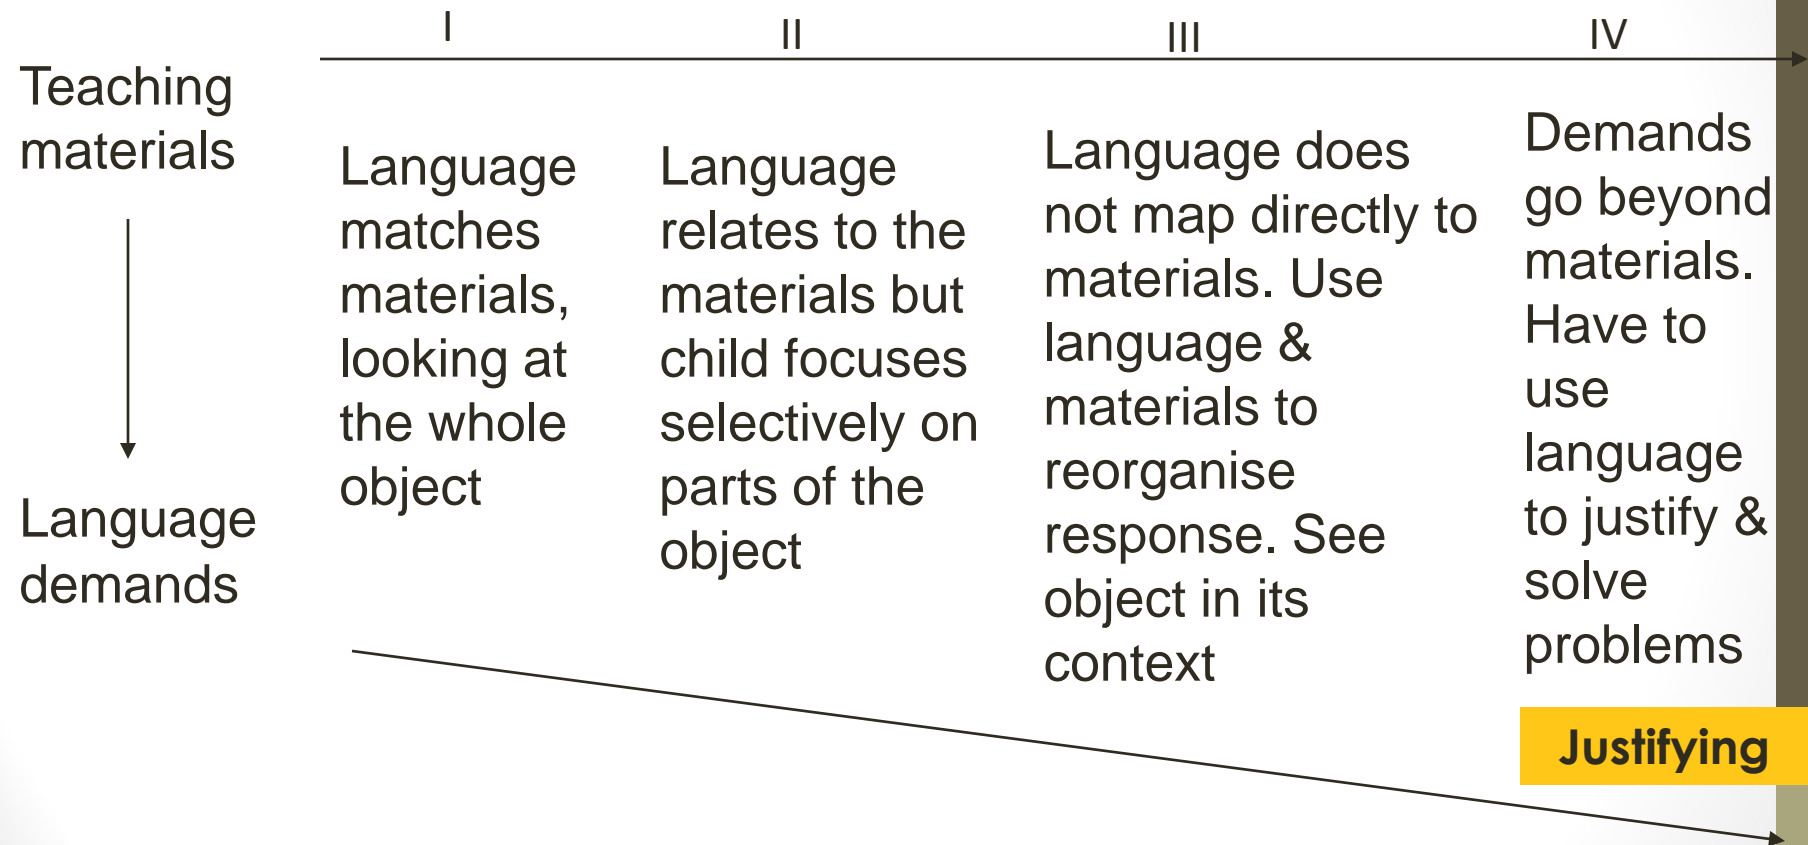 I
II
III
IV
Teaching
materials
Language
demands
Language
matches
materials,
looking at
the whole
object
Language
relates to the
materials but
child focuses
selectively on
parts of the
object
Language does
not map directly to
materials. Use
language &
materials to
reorganise
response. See
object in its
context
Demands
go beyond
materials.
Have to
use
language
to justify &
solve
problems
Justifying